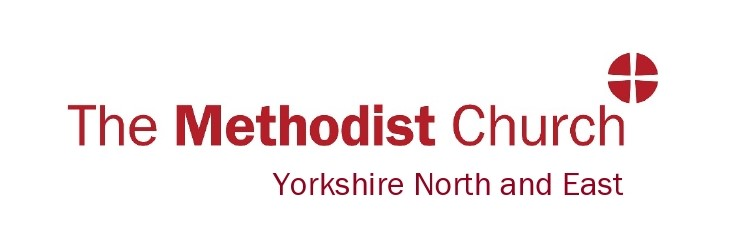 The Methodist Church
Yorkshire North and East